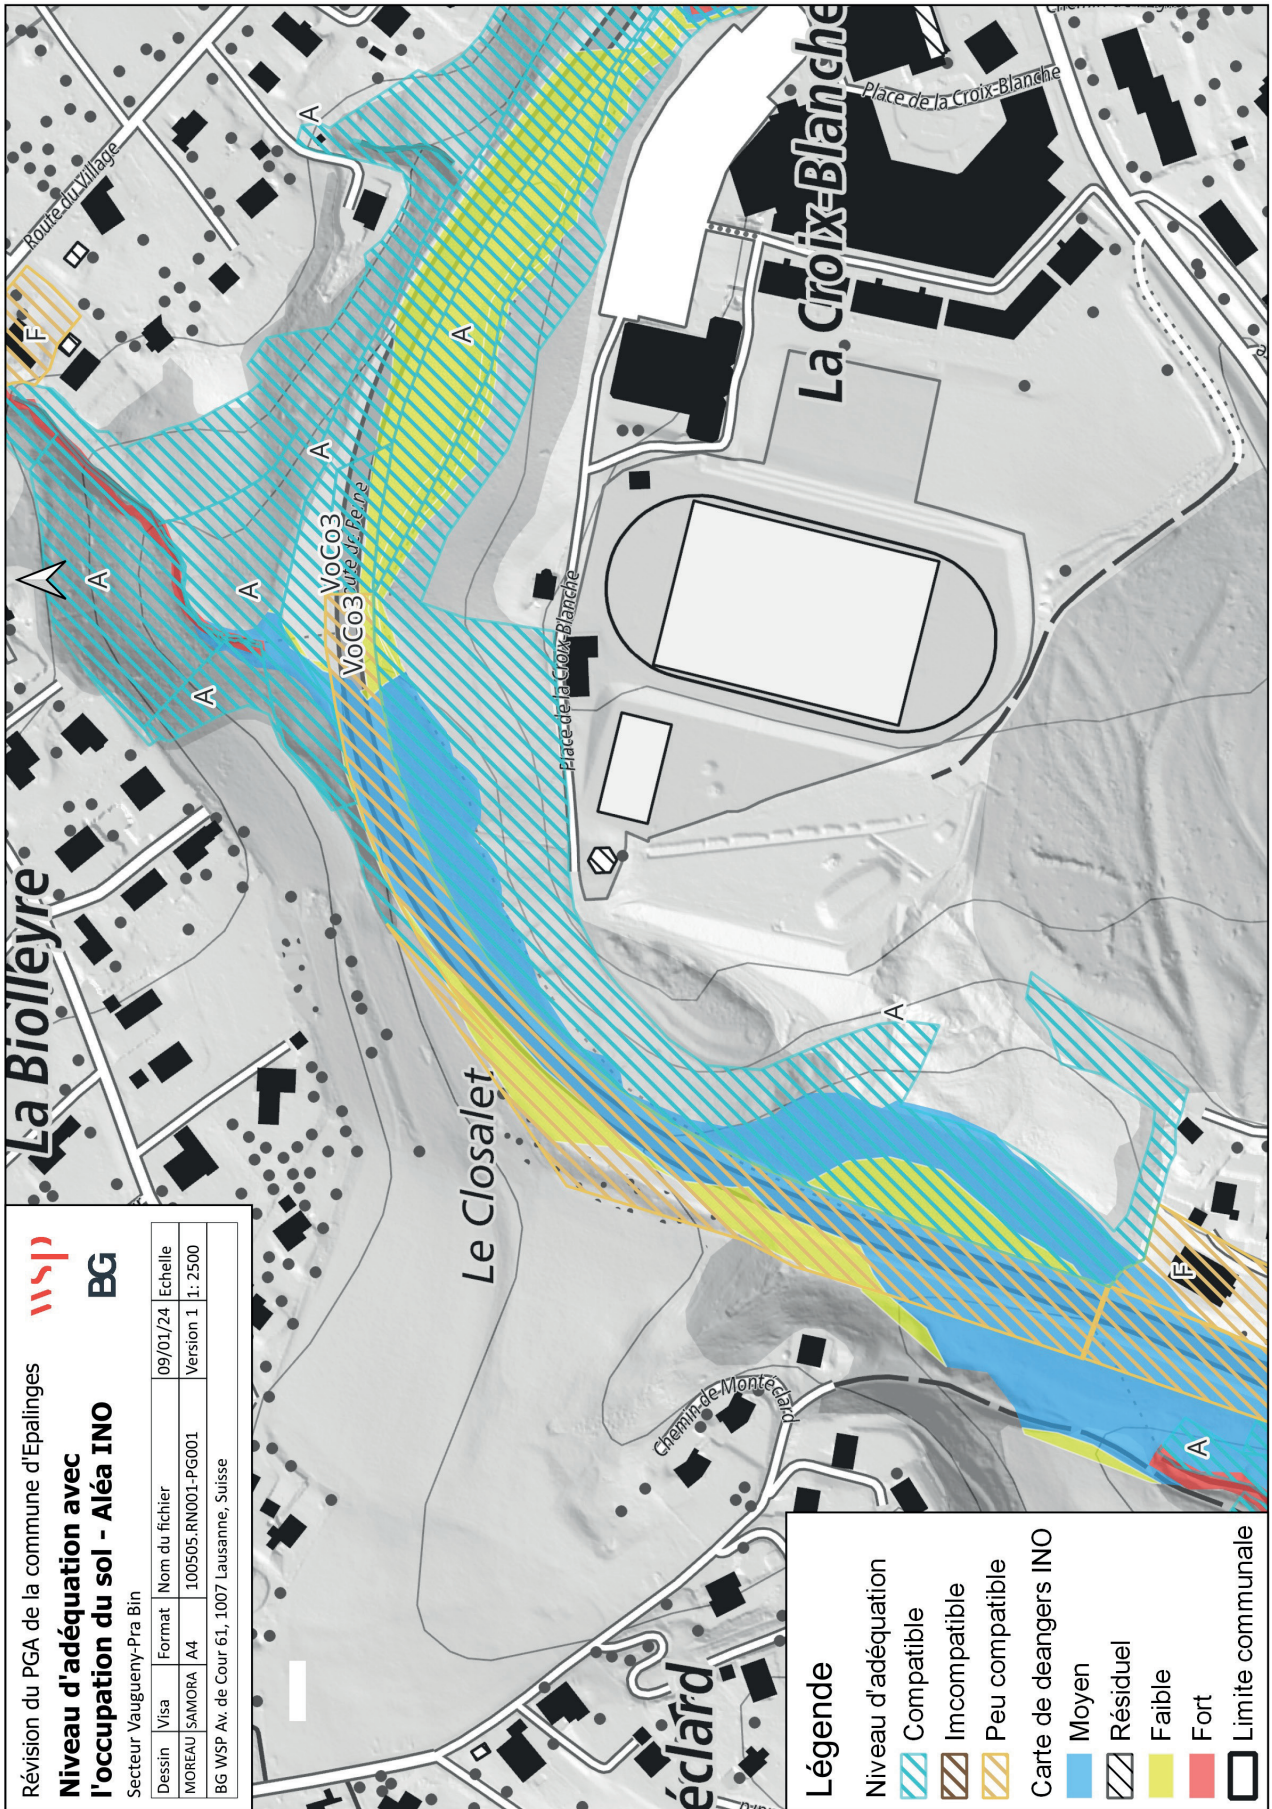 Révision du PGA de la commune d'Epalinges
wsp
Niveau d'adéquation avec
l'occupation du sol - Aléa INO
BG
Secteur Vaugueny-Pra Bin
Dessin Visa Format Nom du fichier 09/01/24 Echelle
MOREAU SAMORA A4 100505.RN001-PG001 Version 1 1: 2500
BG WSP Av. de Cour 61, 1007 Lausanne, Suisse
La Biolleyre
Route du Village
F
A
A
A
A
A
A
VoCo3
VoCo3
A
Le Closalet
Place de la Croix-Blanche
Place de la Croix-Blanche
La Croix-Blanche
A
F
A
Chemin de Montéclard
éclard
Légende
Niveau d'adéquation
Compatible
Imcompatible
Peu compatible
Carte de deangers INO
Moyen
Résiduel
Faible
Fort
Limite communale